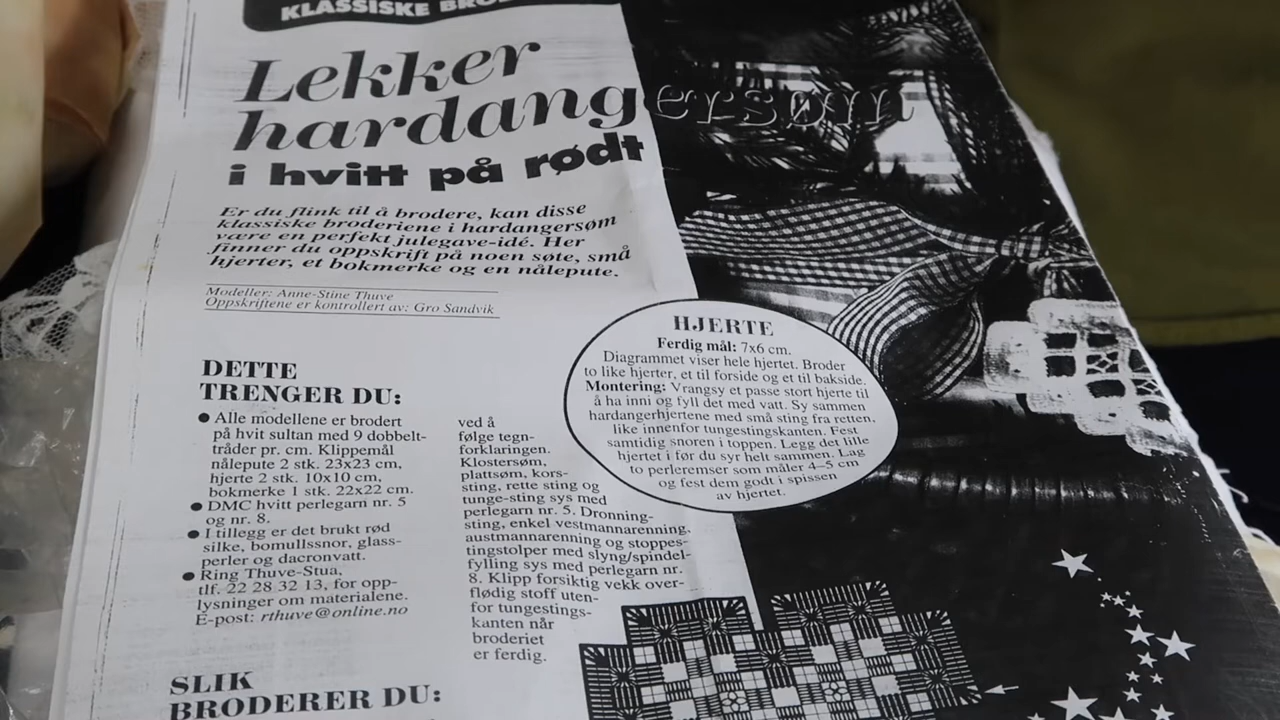 KLASSISKE
Lekker
hardangersøm
i hvitt på rødt
Er du flink til å brodere, kan disse
klassiske broderiene i hardangersøm
være en perfekt julegave-idé. Her
finner du oppskrift på noen søte, små
hjerter, et bokmerke og en nålepute.
Modeller: Anne-Stine Thuve
Oppskriftene er kontrollert av: Gro Sandvik
DETTE
TRENGER DU:
● Alle modellene er brodert
på hvit sultan med 9 dobbelt-
tråder pr. cm. Klippemål
nålepute 2 stk. 23x23 cm,
hjerte 2 stk. 10x10 cm,
bokmerke 1 stk. 22x22 cm.
● DMC hvitt perlegarn nr. 5
og nr. 8.
● I tillegg er det brukt rød
silke, bomullssnor, glass-
perler og dacronvatt.
● Ring Thuve-Stua,
tlf. 22 28 32 13, for opp-
lysninger om materialene.
E-post: rthuve@online.no
SLIK
BRODERER DU:
ved å
følge tegn-
forklaringen.
Klostersøm,
plattsøm, kors-
sting, rette sting og
tunge-sting sys med
perlegarn nr. 5. Dronning-
sting, enkel vestmannarenning,
austmannarenning og stoppes-
tingstolper med slyng/spindel-
fylling sys med perlegarn nr.
8. Klipp forsiktig vekk over-
flødig stoff uten-
for tungestings-
kanten når
broderiet
er ferdig.
HJERTE
Ferdig mål: 7x6 cm.
Diagrammet viser hele hjertet. Broder
to like hjerter, et til forside og et til bakside.
Montering: Vrangsy et passe stort hjerte til
å ha inni og fyll det med vatt. Sy sammen
hardangerhjertene med små sting fra retten,
like innenfor tungestingskanten. Fest
samtidig snoren i toppen. Legg det lille
hjertet i før du syr helt sammen. Lag
to perleremser som måler 4–5 cm
og fest dem godt i spissen
av hjertet.